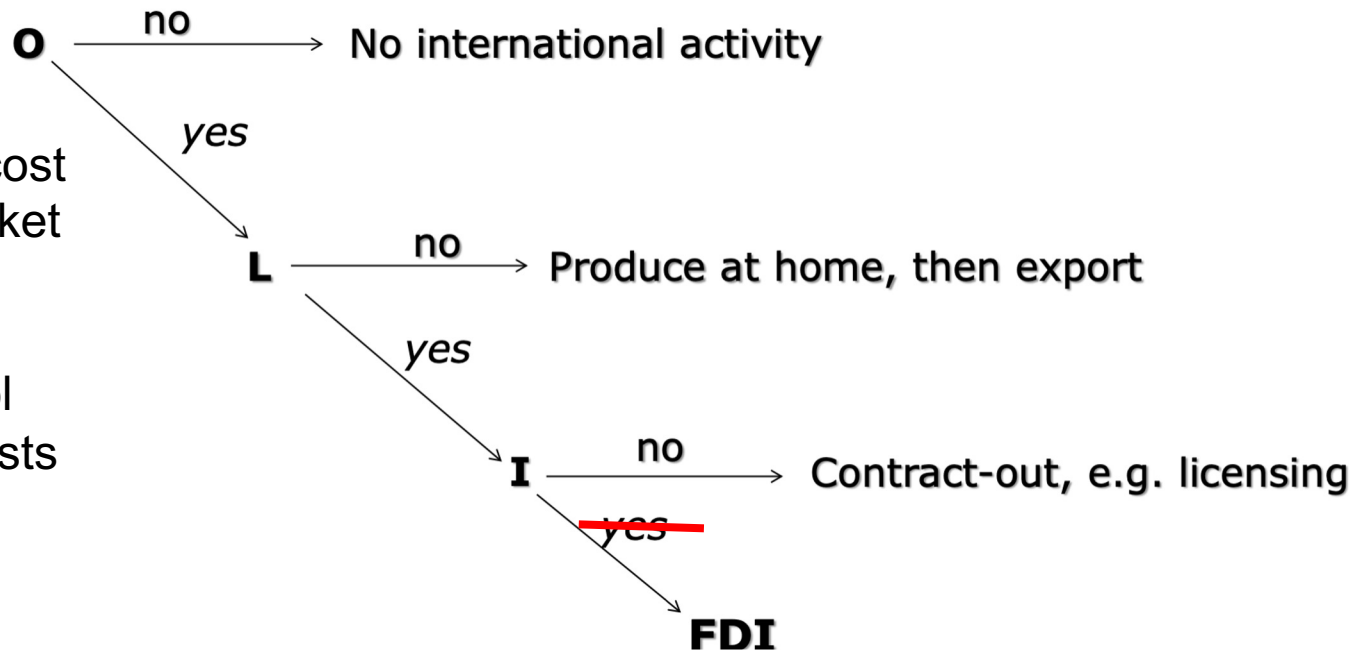 O no No international activity
yes
cost
ket
L no Produce at home, then export
yes
l
sts
I no Contract-out, e.g. licensing
yes
FDI